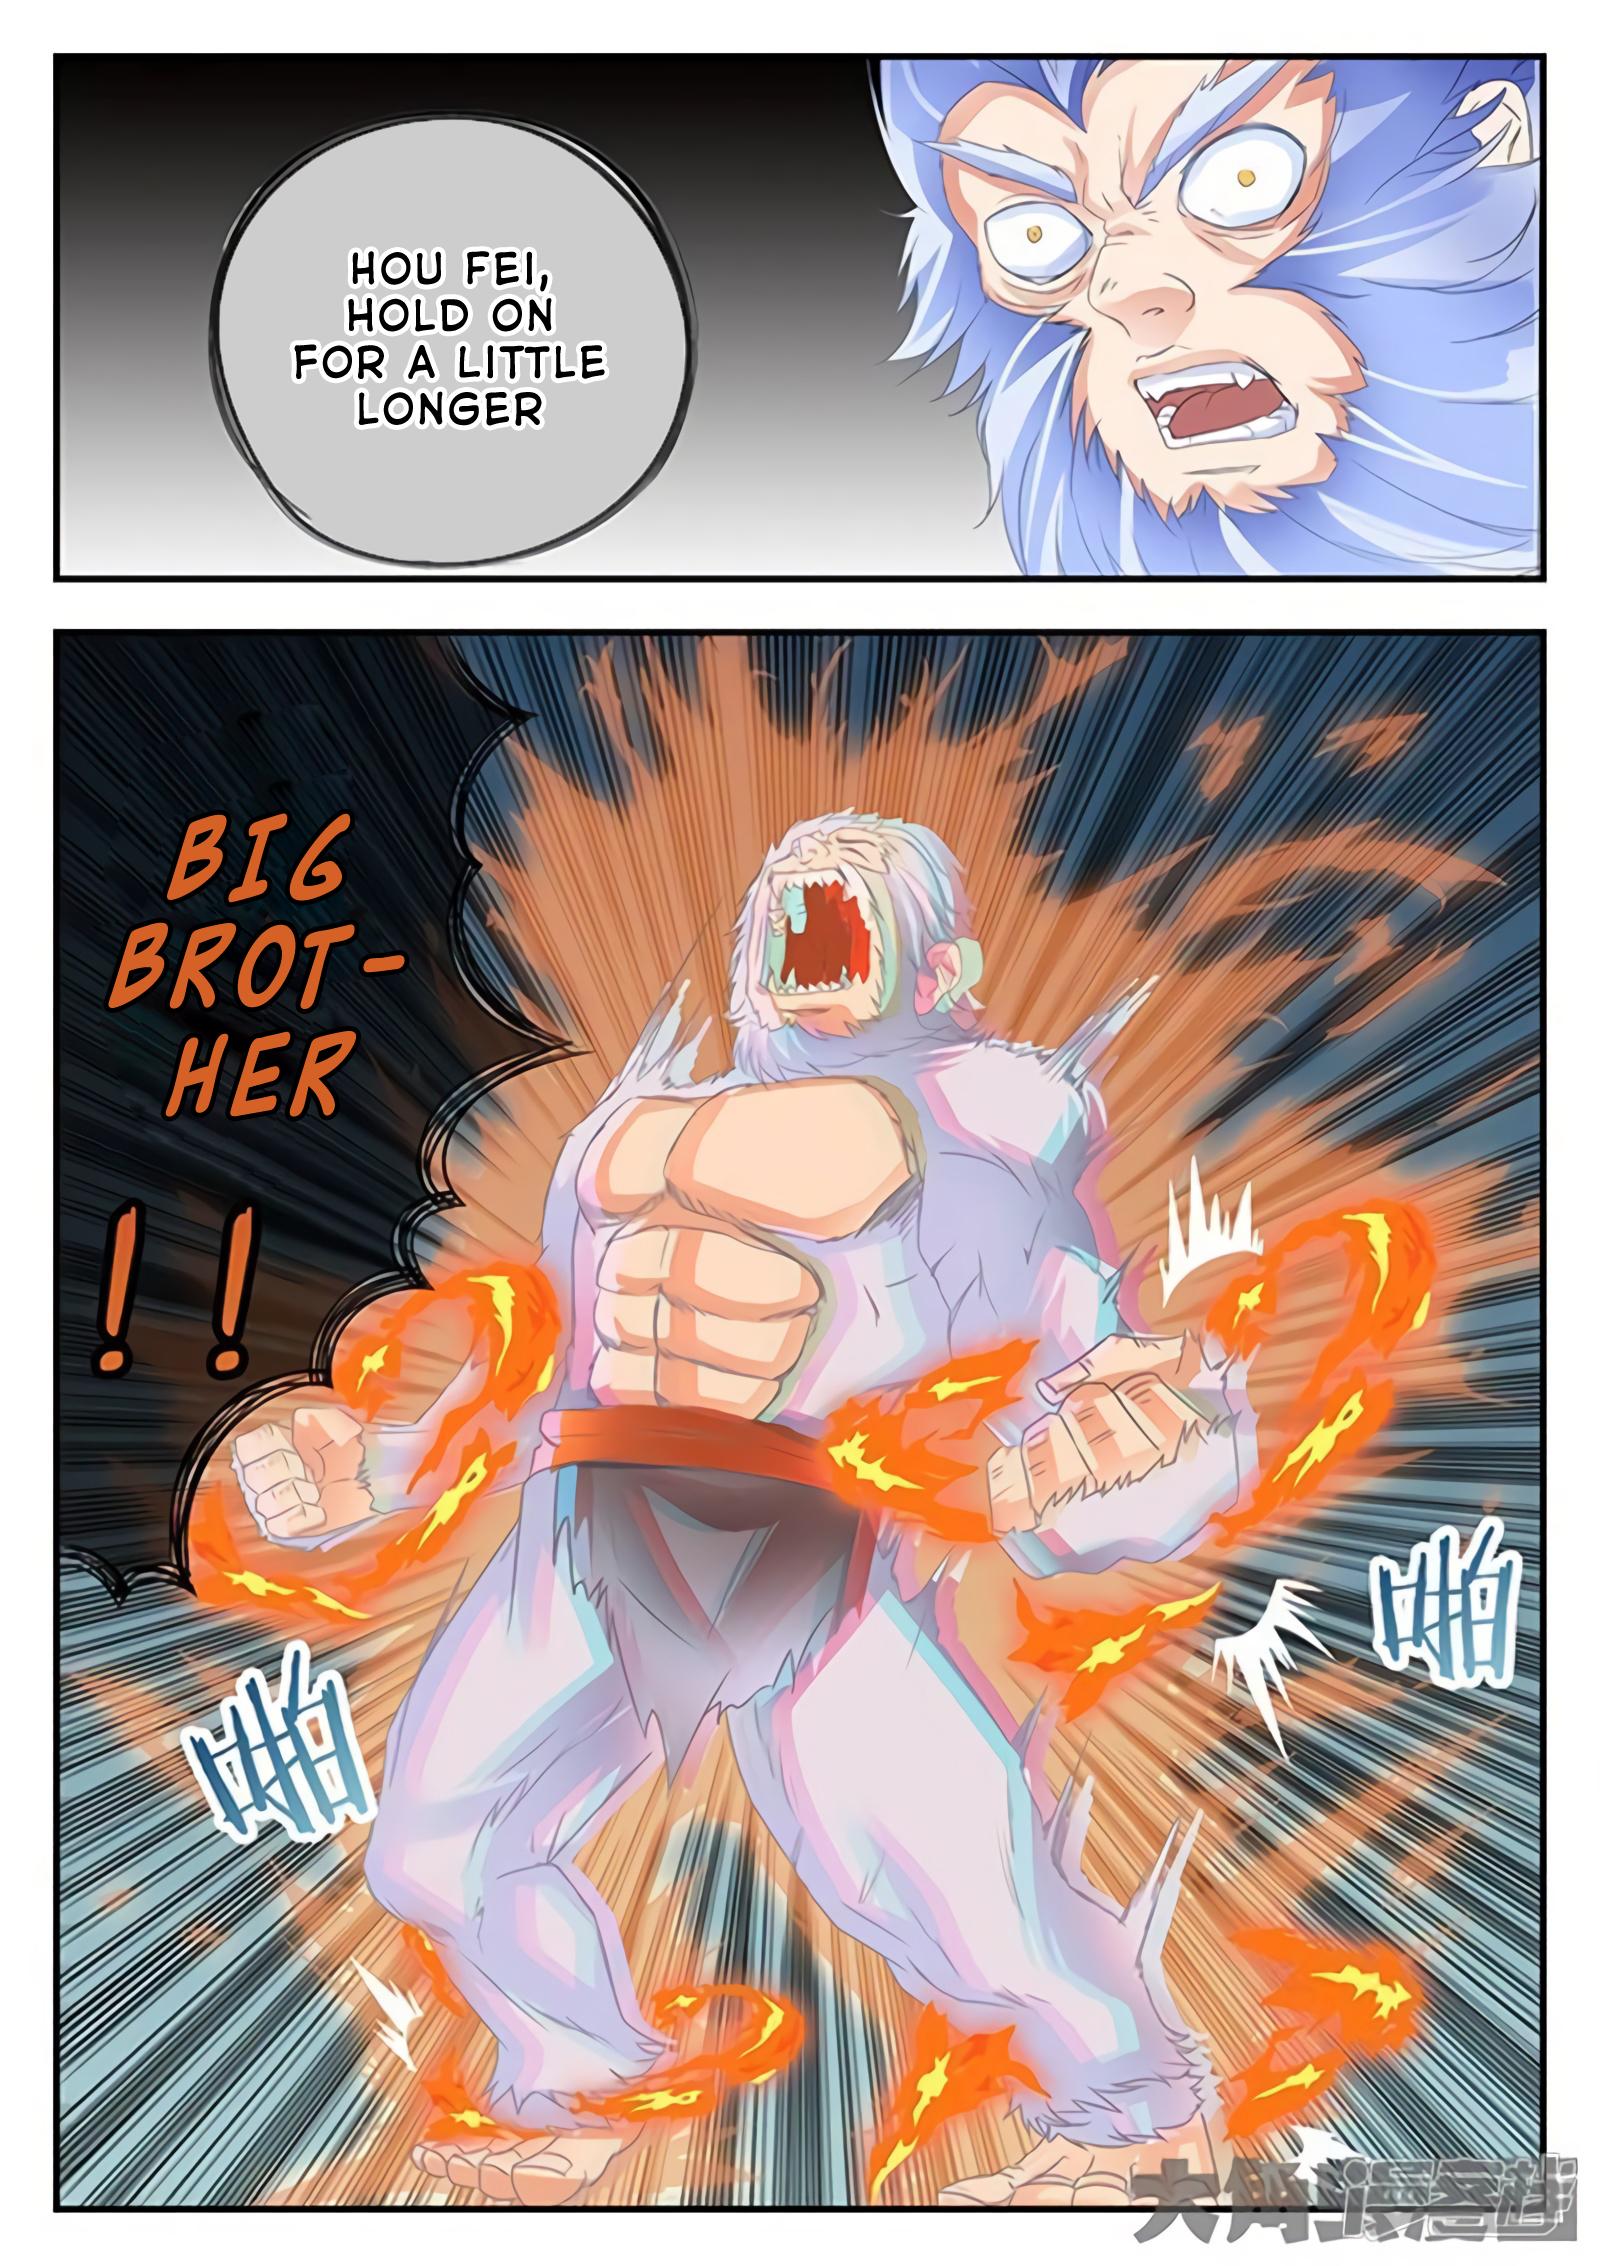 HOU FEI,
HOLD ON
FOR A LITTLE
LONGER
BIG
BROT-
HER
!!
啪
啪